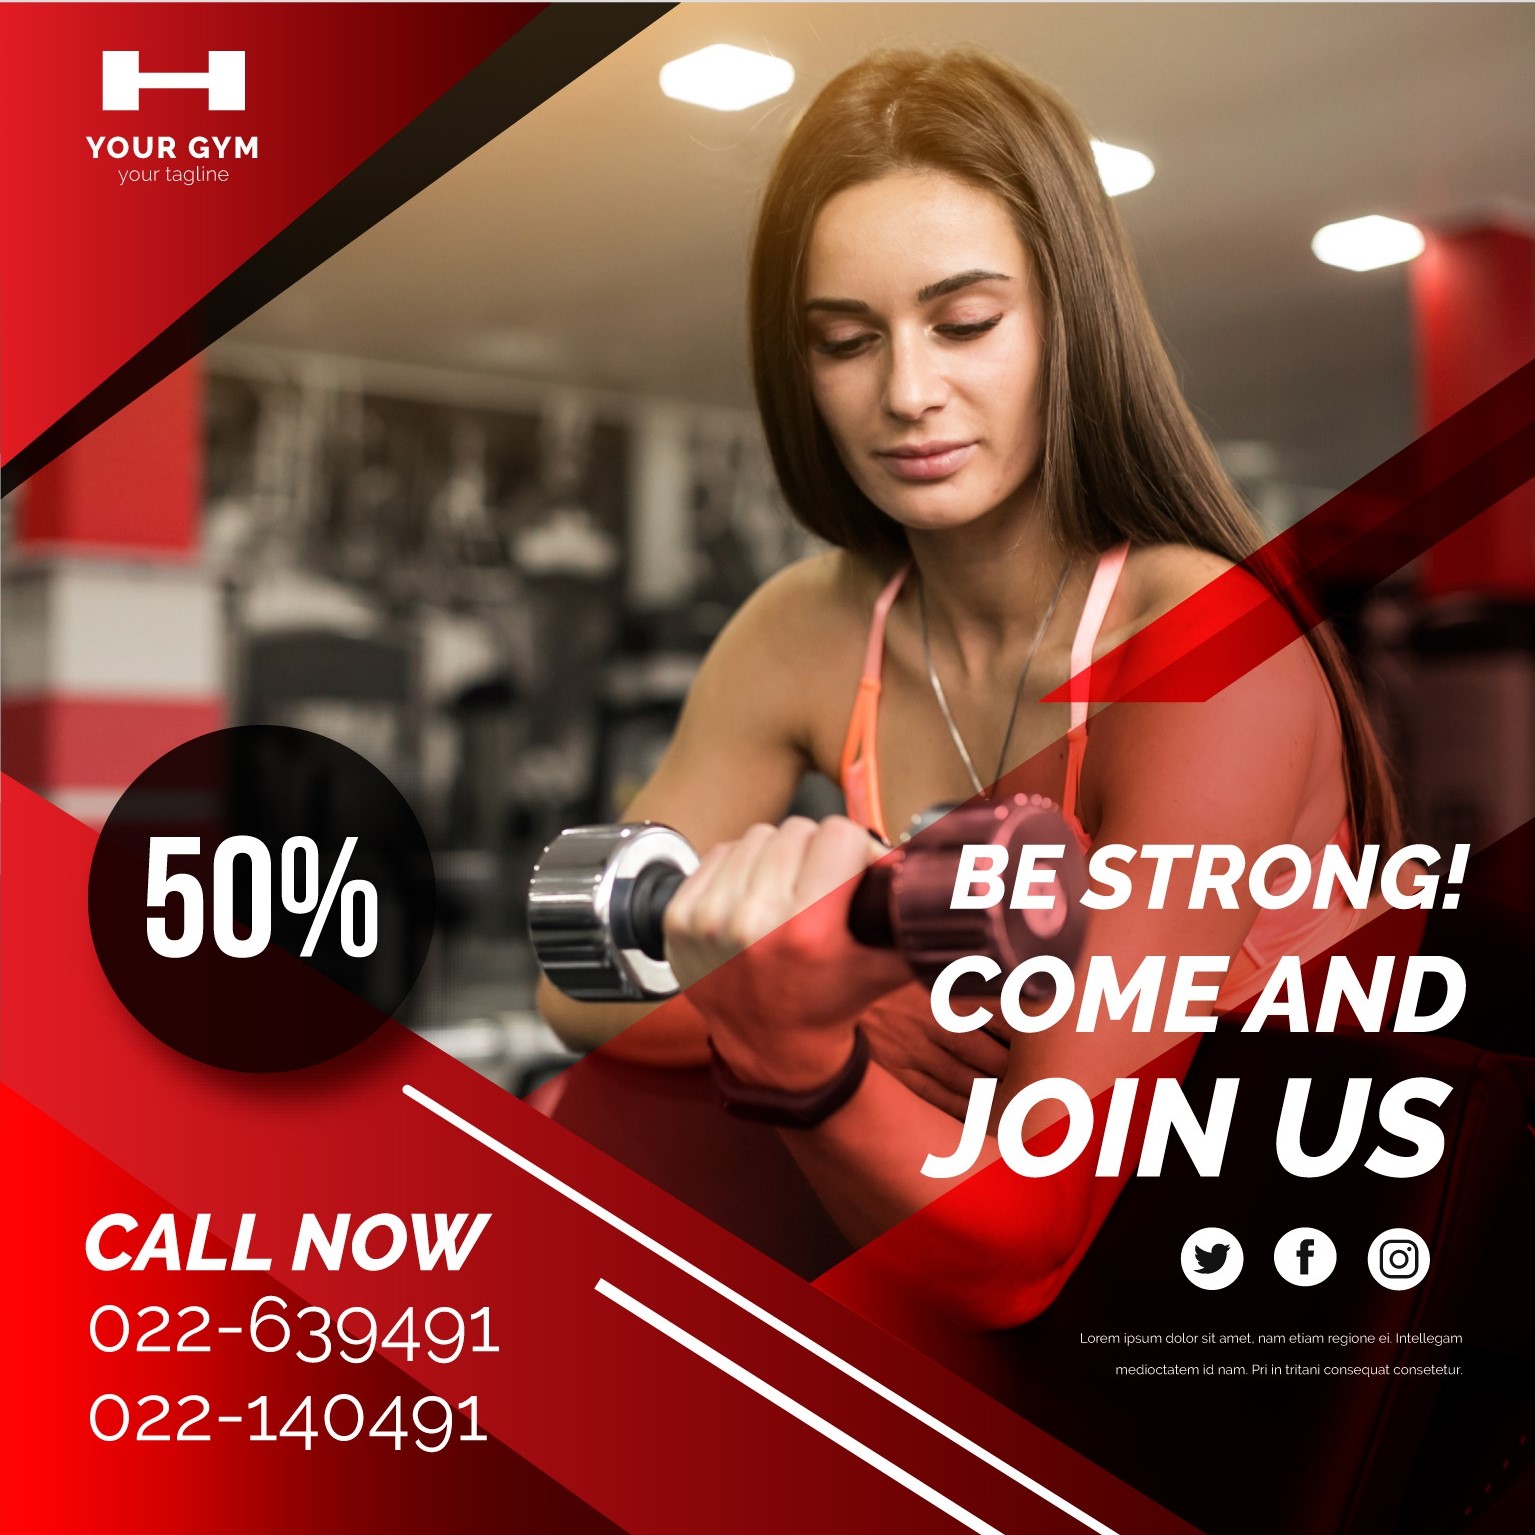 YOUR GYM
your tagline
50%
BE STRONG!
COME AND
JOIN US
CALL NOW
022-639491
022-140491
Lorem ipsum dolor sit amet, nam etiam regione ei. Intellegam
medioctatem id nam. Pri in tritani consequat consetetur.